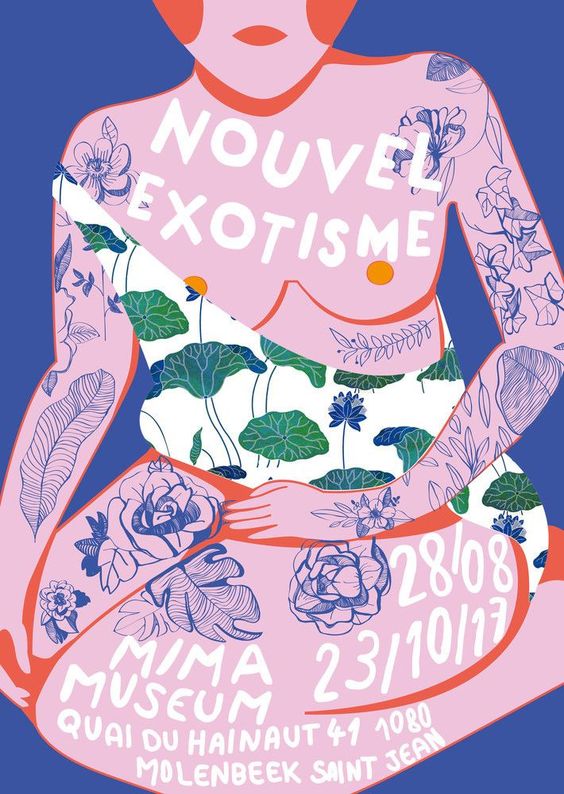 NOUVEL
EXOTISME
28/08
23/10/17
MIMA
MUSEUM
QUAI DU HAINAUT 41 1080
MOLENBEEK SAINT JEAN